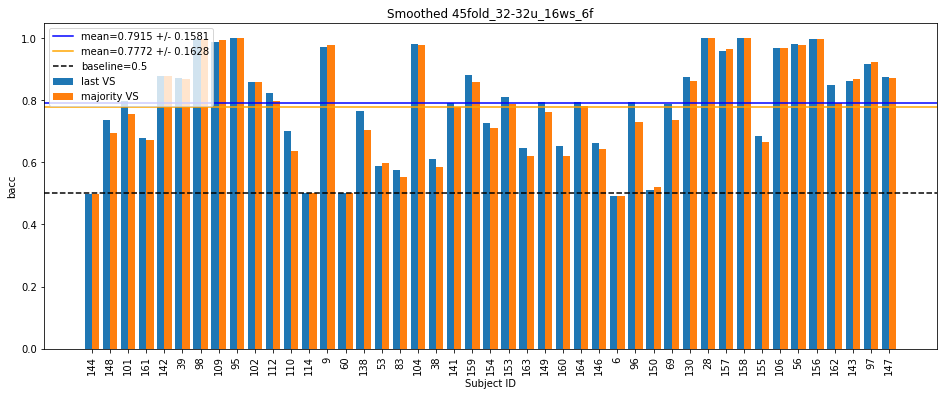 Smoothed 45fold_32-32u_16ws_6f
mean=0.7915 +/- 0.1581
mean=0.7772 +/- 0.1628
baseline=0.5
last VS
majority VS
1.0
0.8
0.6
0.4
0.2
0.0
bacc
144 148 101 161 142 39 98 109 95 102 112 110 114 9 60 138 53 83 104 38 141 159 154 153 163 149 160 164 146 6 96 150 69 130 28 157 158 155 106 56 156 162 143 97 147
Subject ID